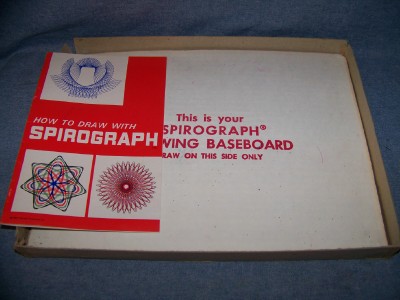 HOW TO DRAW WITH
SPIROGRAPH
This is your
SPIROGRAPH®
WING BASEBOARD
RAW ON THIS SIDE ONLY